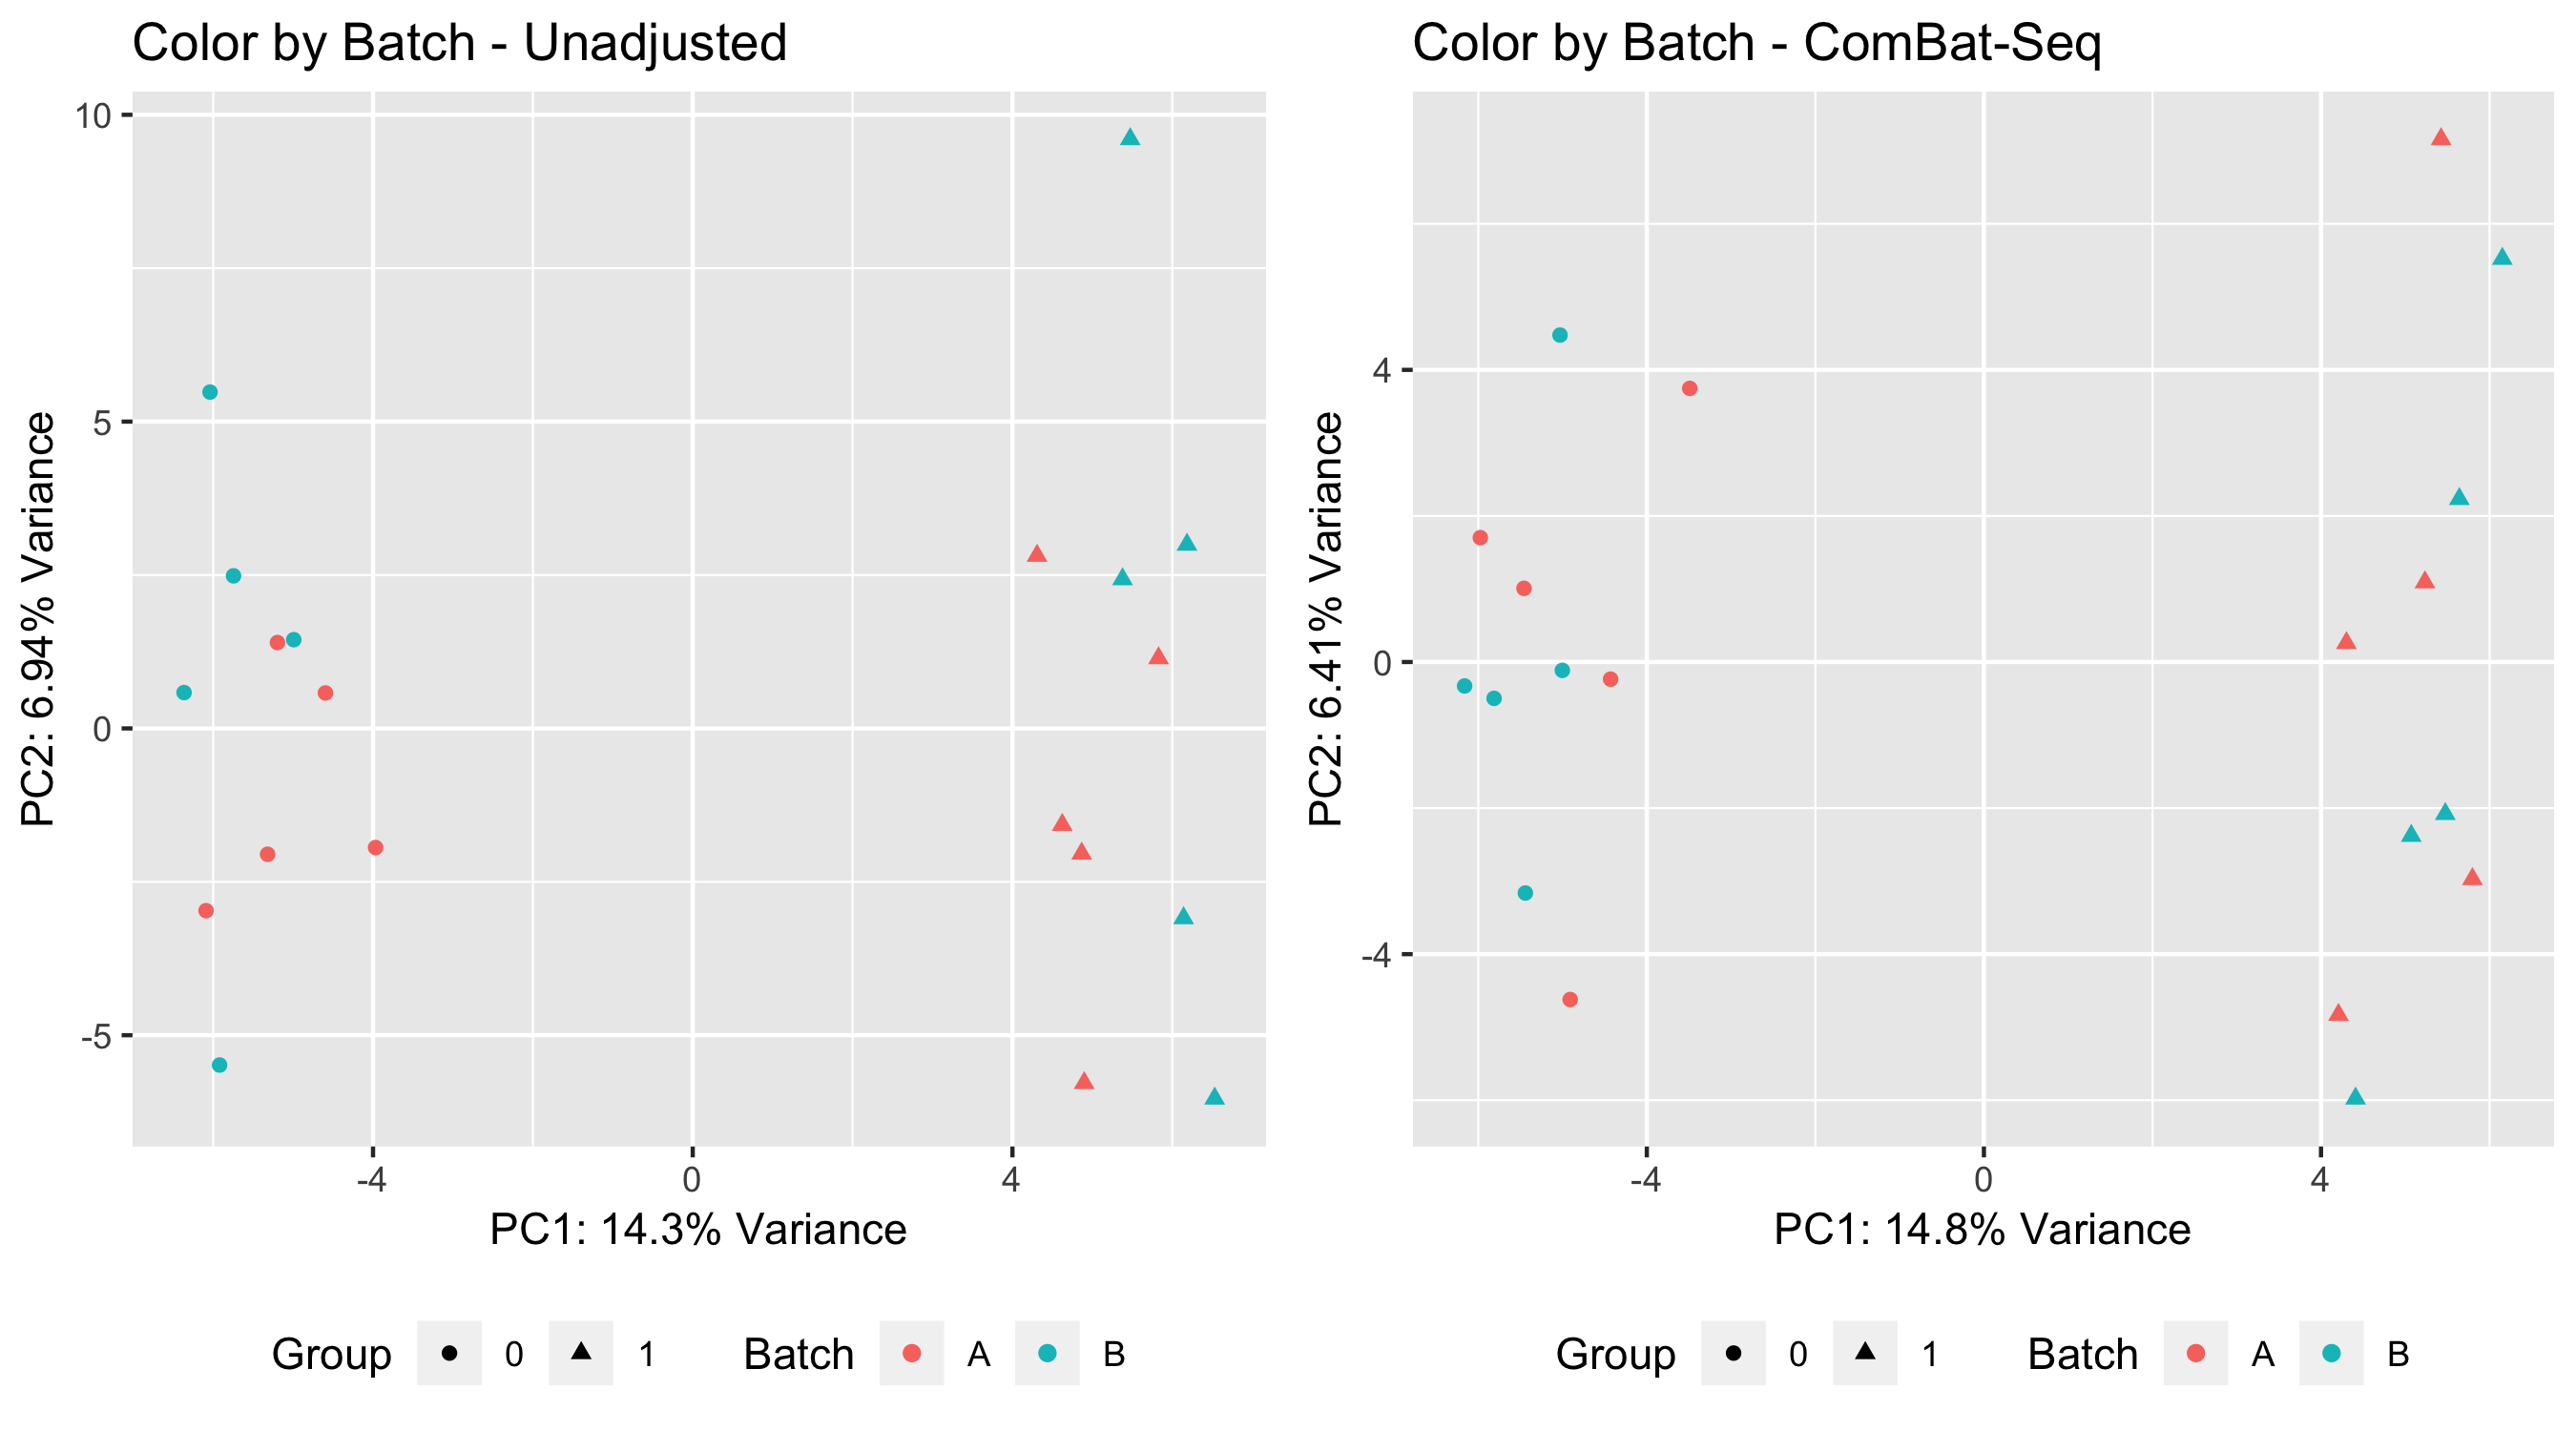 Color by Batch - Unadjusted
10
5
0
-5
PC2: 6.94% Variance
-4 0 4
PC1: 14.3% Variance
Group 0 1 Batch A B
Color by Batch - ComBat-Seq
4
0
-4
PC2: 6.41% Variance
-4 0 4
PC1: 14.8% Variance
Group 0 1 Batch A B